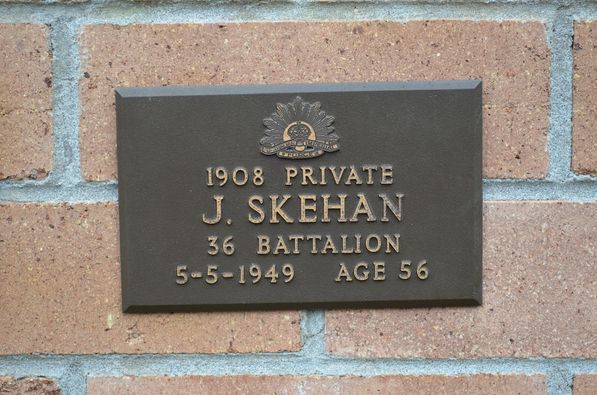 1908 PRIVATE
J. SKEHAN
36 BATTALION
5-5-1949 AGE 56